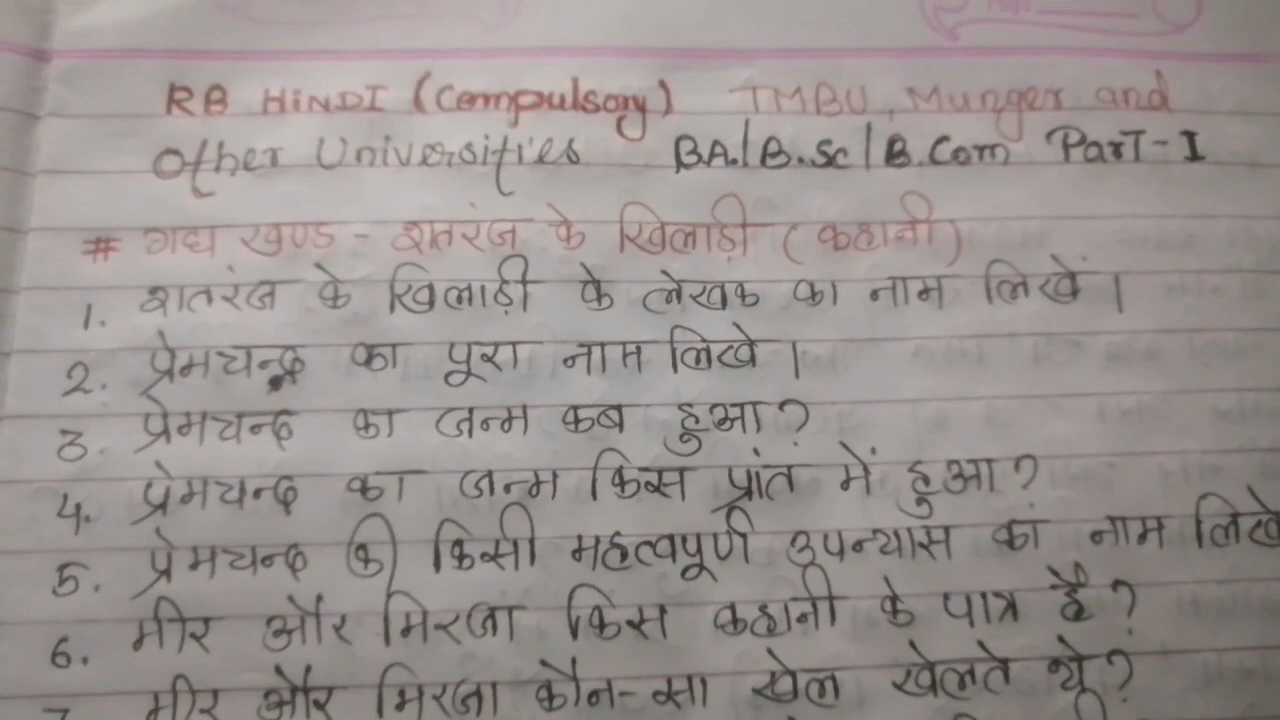 RB HINDI (Compulsory) TMBU, Munger and
Other Universities BA/B.Sc/B.Com Part-I
# गद्य खण्ड - शतरंज के खिलाड़ी (कहानी)
1. शतरंज के खिलाड़ी के लेखक का नाम लिखें।
2. प्रेमचन्द्र का पूरा नाम लिखे।
3. प्रेमचन्द का जन्म कब हुआ?
4. प्रेमचन्द का जन्म किस प्रांत में हुआ?
5. प्रेमचन्द की किसी महत्वपूर्ण उपन्यास का नाम लिखे
6. मीर और मिरजा किस कहानी के पात्र है?
7. मीर और मिरजा कौन-सा खेल खेलते थे?